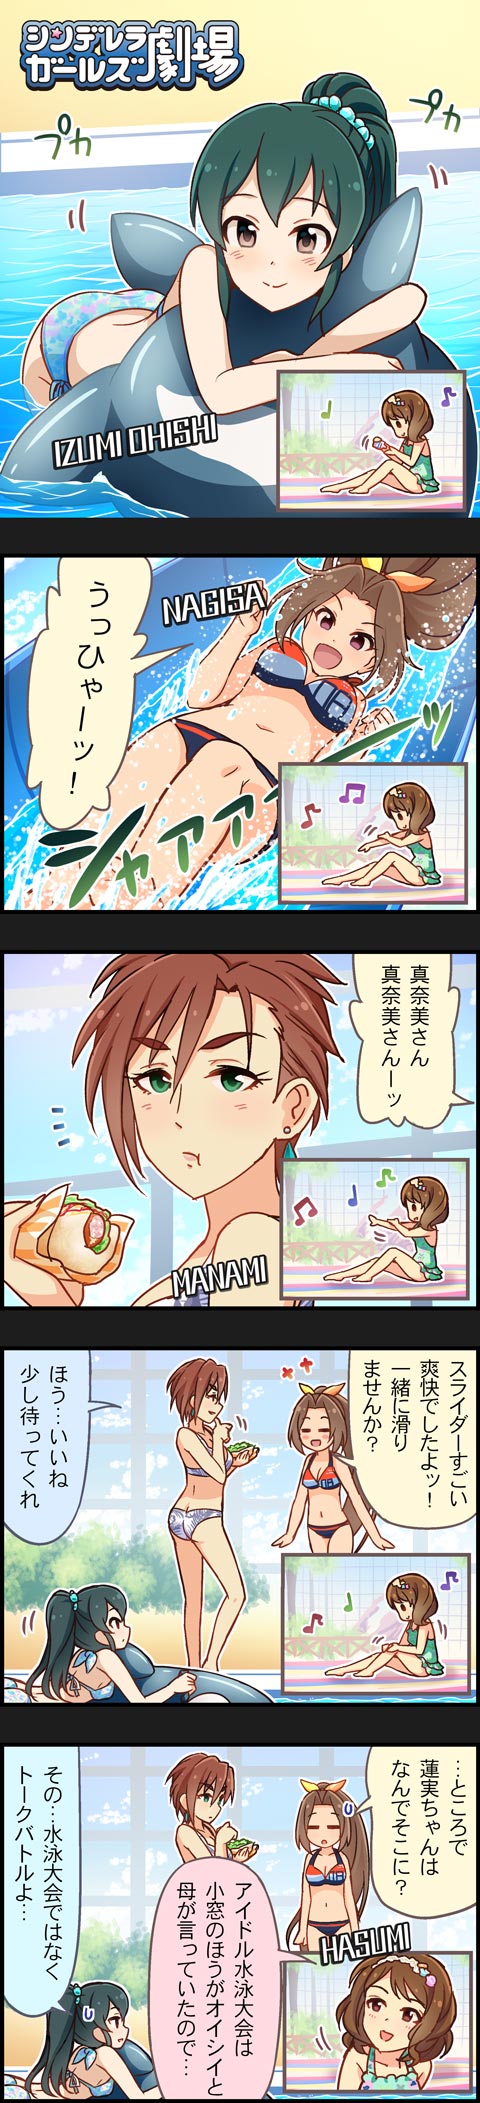 シンデレラ
ガールズ劇場
プカ
プカ
IZUMI OHISHI
うっひゃーッ!
NAGISA
シャアアーーッ
真奈美さん
真奈美さんーッ
MANAMI
スライダーすごい
爽快でしたよッ!
一緒に滑り
ませんか?
ほう…いいね
少し待ってくれ
…ところで
蓮実ちゃんは
なんでそこに?
HASUMI
アイドル水泳大会は
小窓のほうがオイシイと
母が言っていたので…
その…水泳大会ではなく
トークバトルよ…